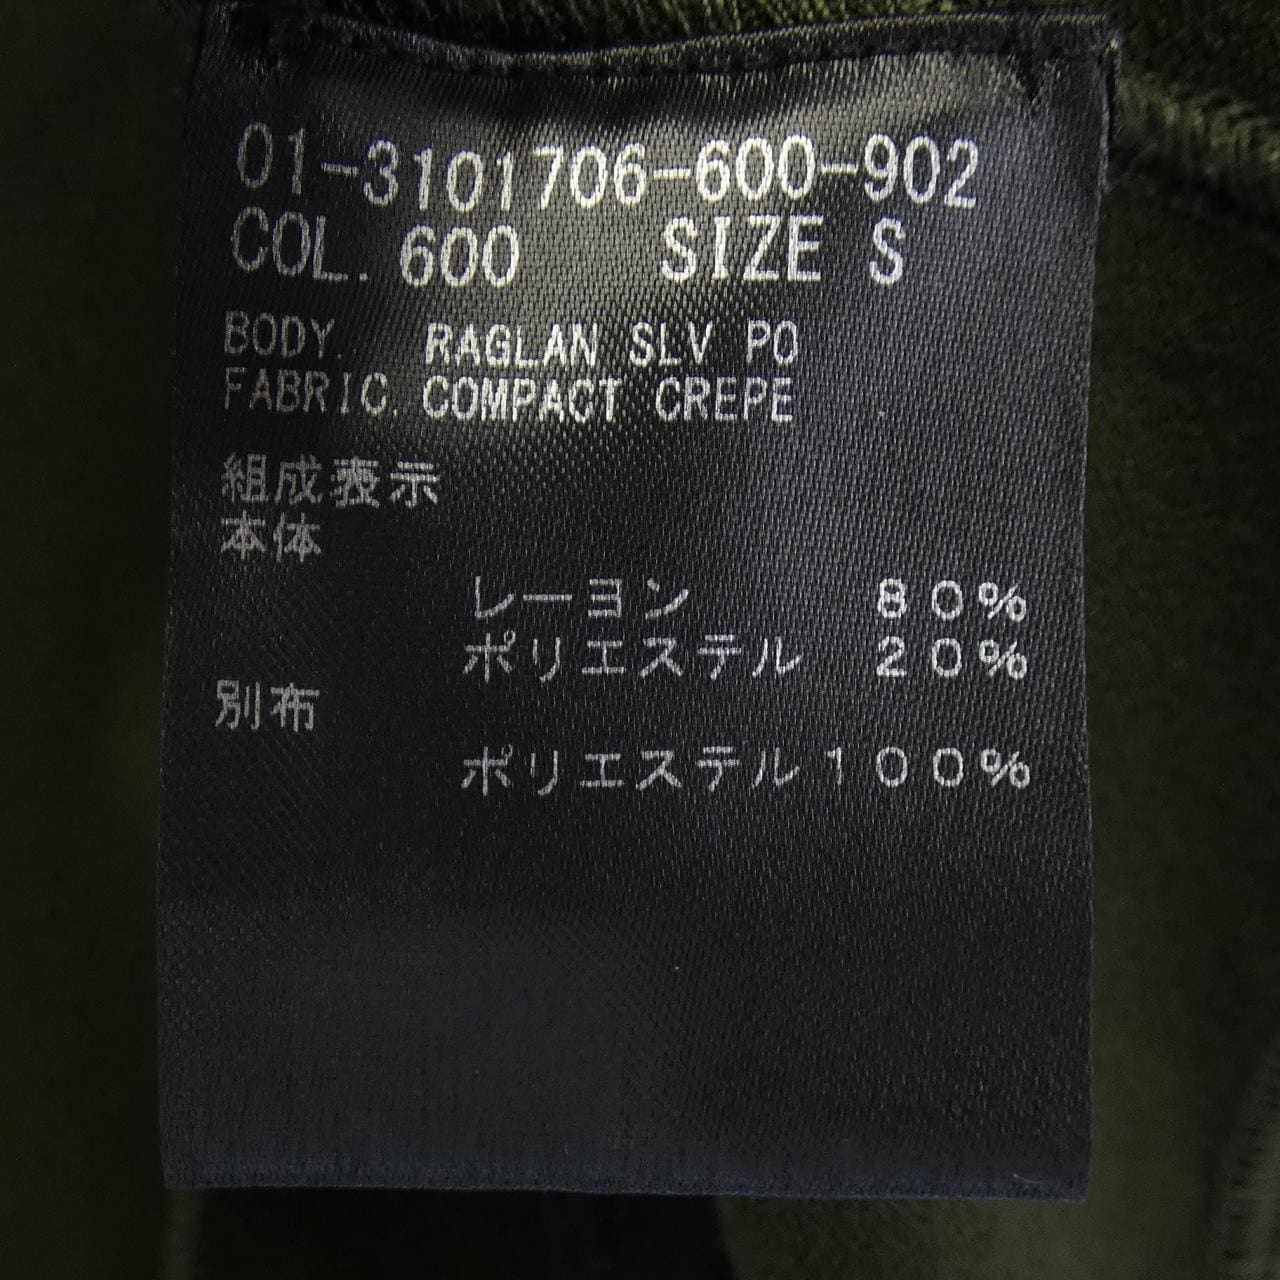 01-3101706-600-902
COL. 600 SIZE S
BODY. RAGLAN SLV PO
FABRIC. COMPACT CREPE
組成表示
本体
レーヨン 80%
ポリエステル 20%
別布
ポリエステル100%